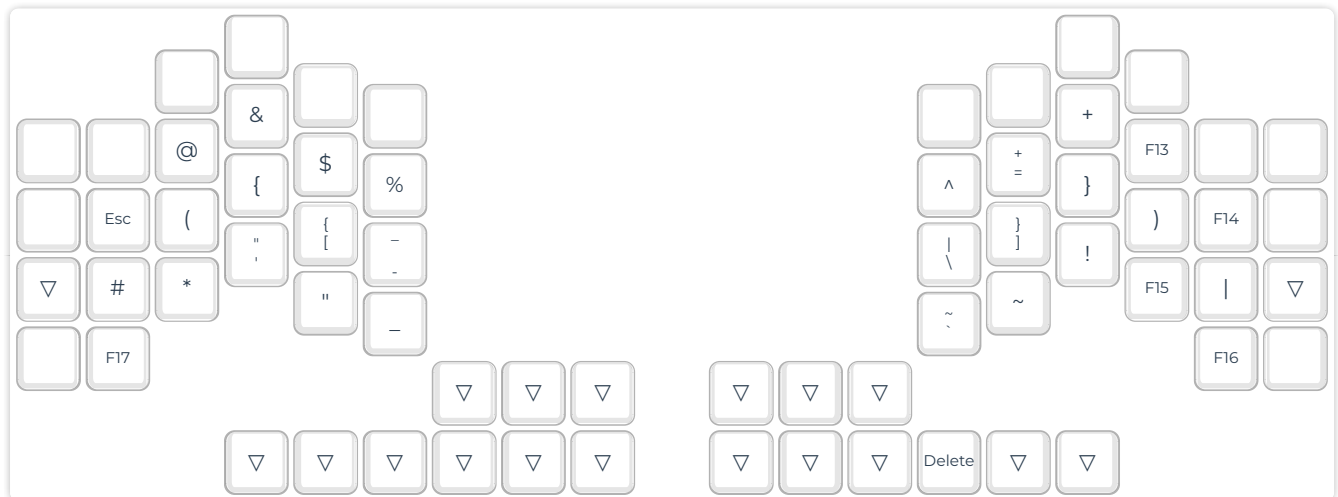 & +
@ $ + = F13
{ % ^ }
Esc ( { [ } ] ) F14
" ' _ - | \ !
▽ # * " ~ F15 | ▽
_ ~ `
F17 F16
▽ ▽ ▽ ▽ ▽ ▽
▽ ▽ ▽ ▽ ▽ ▽ ▽ ▽ ▽ Delete ▽ ▽